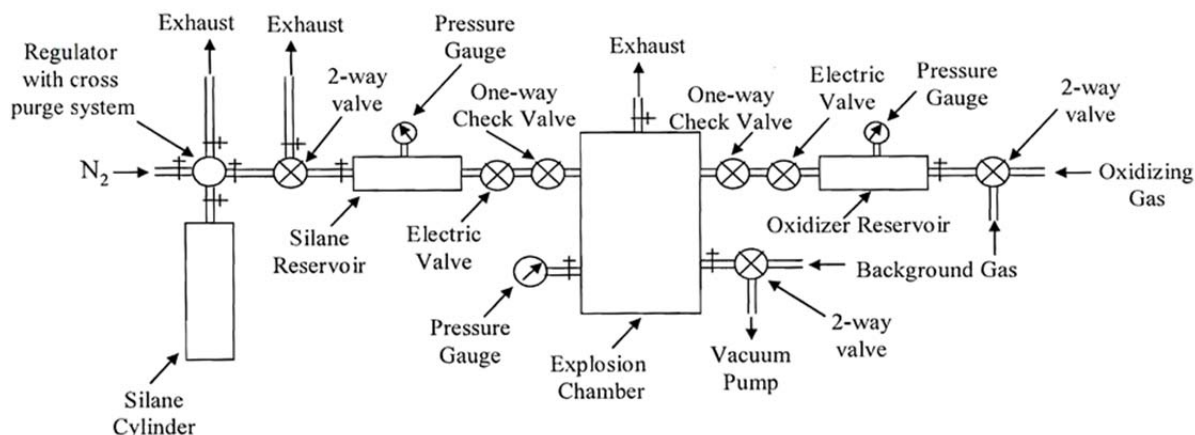 Exhaust
Exhaust
Pressure
Gauge
Regulator
with cross
purge system
2-way
valve
One-way
Check Valve
Exhaust
One-way
Check Valve
Electric
Valve
Pressure
Gauge
2-way
valve
N2
Oxidizing
Gas
Silane
Reservoir
Electric
Valve
Oxidizer Reservoir
Background Gas
Pressure
Gauge
Explosion
Chamber
Vacuum
Pump
2-way
valve
Silane
Cylinder